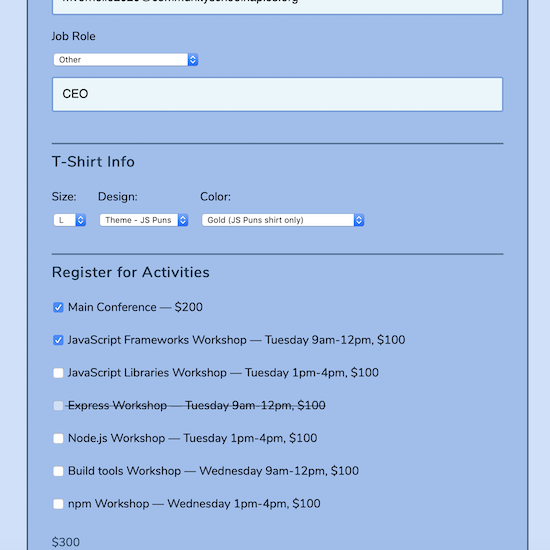 Job Role
Other
CEO
T-Shirt Info
Size: Design: Color:
L Theme - JS Puns Gold (JS Puns shirt only)
Register for Activities
Main Conference — $200
JavaScript Frameworks Workshop — Tuesday 9am-12pm, $100
JavaScript Libraries Workshop — Tuesday 1pm-4pm, $100
Express Workshop — Tuesday 9am-12pm, $100
Node.js Workshop — Tuesday 1pm-4pm, $100
Build tools Workshop — Wednesday 9am-12pm, $100
npm Workshop — Wednesday 1pm-4pm, $100
$300